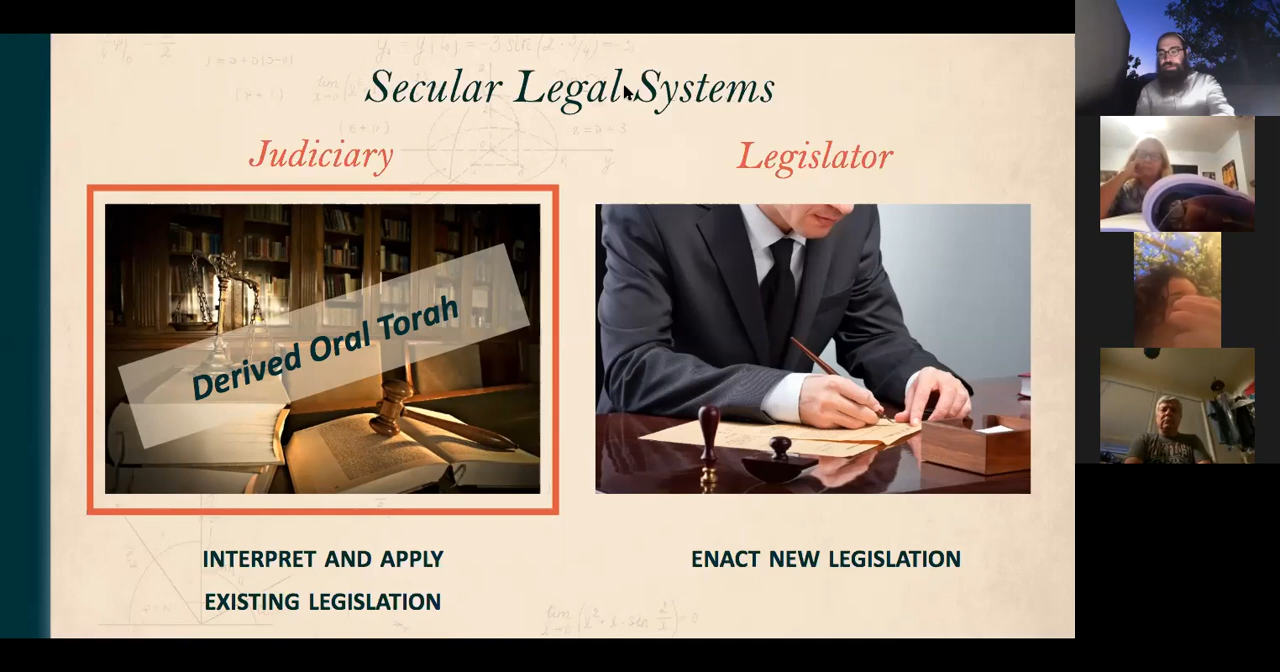 Secular Legal Systems
Judiciary
Legislator
Derived Oral Torah
INTERPRET AND APPLY
EXISTING LEGISLATION
ENACT NEW LEGISLATION